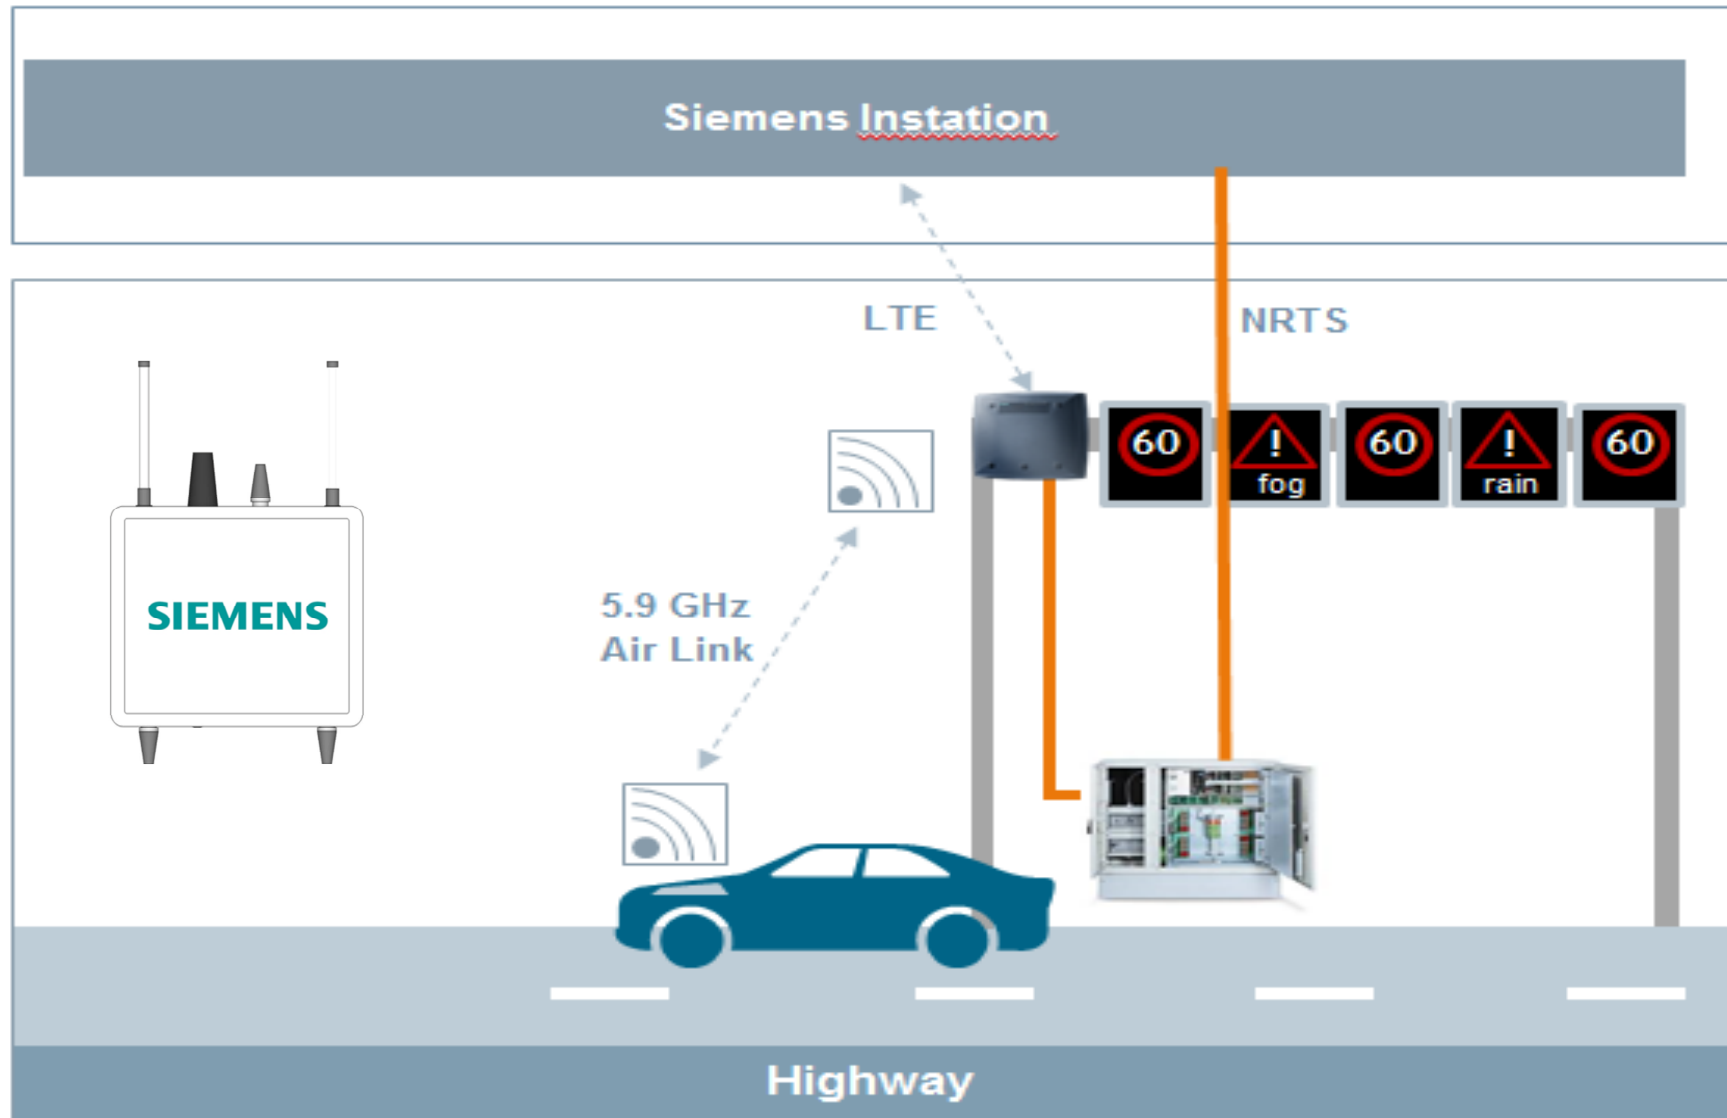 Siemens Instation
LTE
NRTS
60
!
fog
60
!
rain
60
SIEMENS
5.9 GHz
Air Link
Highway